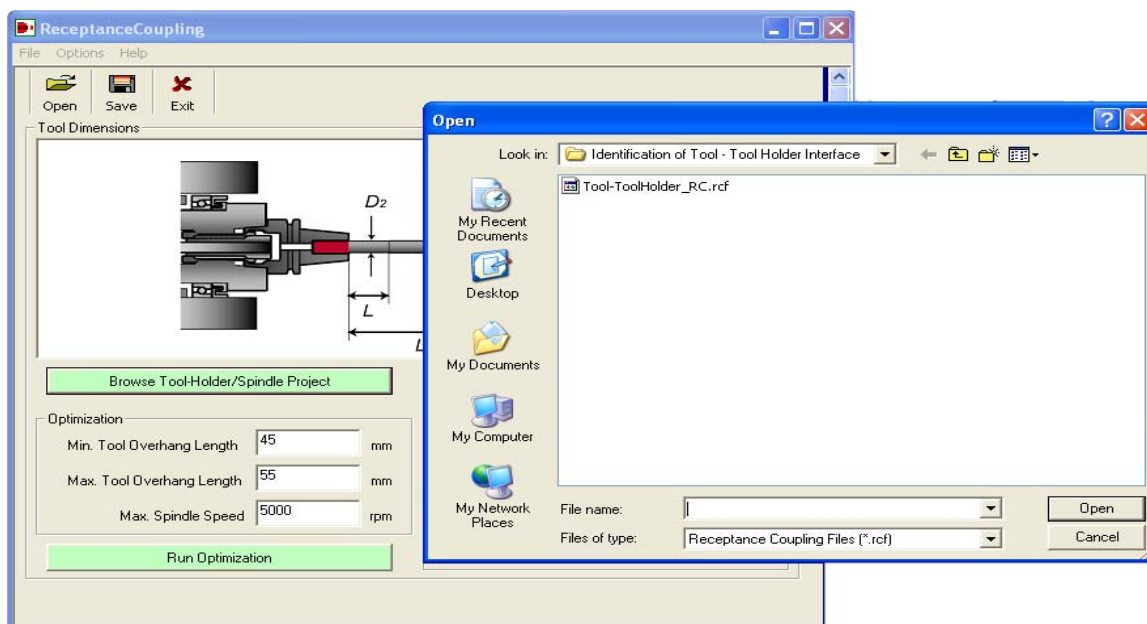 ReceptanceCoupling
File Options Help
Open Save Exit
Tool Dimensions
D2
L
Browse Tool-Holder/Spindle Project
Optimization
Min. Tool Overhang Length 45 mm
Max. Tool Overhang Length 55 mm
Max. Spindle Speed 5000 rpm
Run Optimization
Open
Look in: Identification of Tool - Tool Holder Interface
Tool-ToolHolder_RC.rcf
My Recent
Documents
Desktop
My Documents
My Computer
My Network
Places
File name: Open
Files of type: Receptance Coupling Files (*.rcf) Cancel